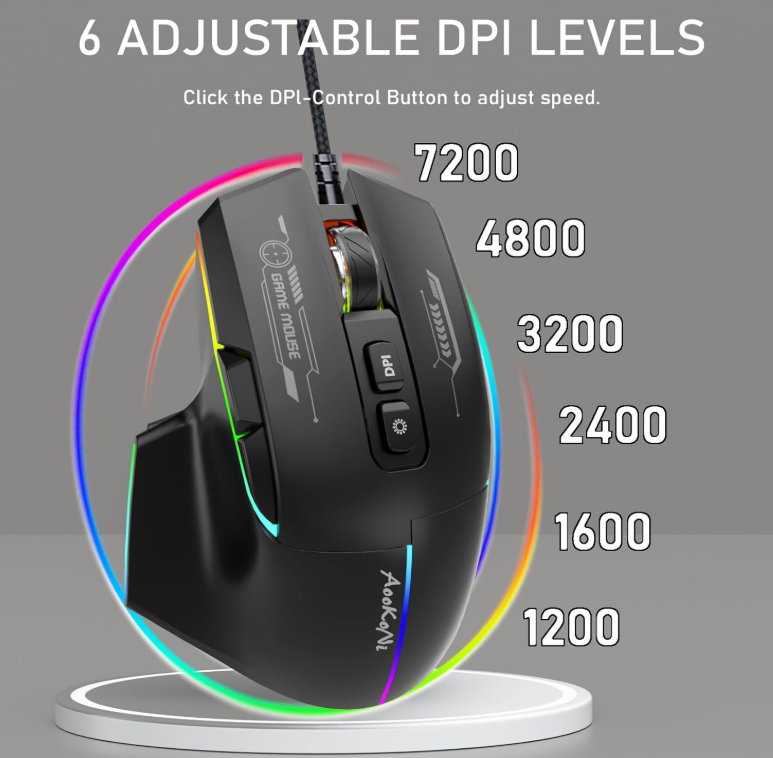 6 ADJUSTABLE DPI LEVELS
Click the DPI-Control Button to adjust speed.
7200
4800
3200
2400
1600
1200
GAME MOUSE
DPI
AooKoNi